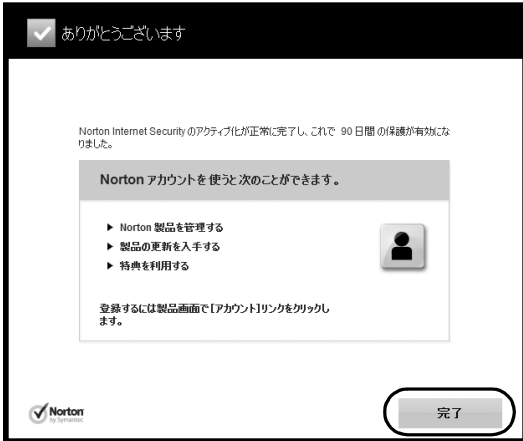 ありがとうございます
Norton Internet Security のアクティブ化が正常に完了し、これで 90 日間 の保護が有効にな
りました。
Norton アカウントを使うと次のことができます。
Norton 製品を管理する
製品の更新を入手する
特典を利用する
登録するには製品画面で[アカウント]リンクをクリックし
ます。
Norton
by Symantec
完了